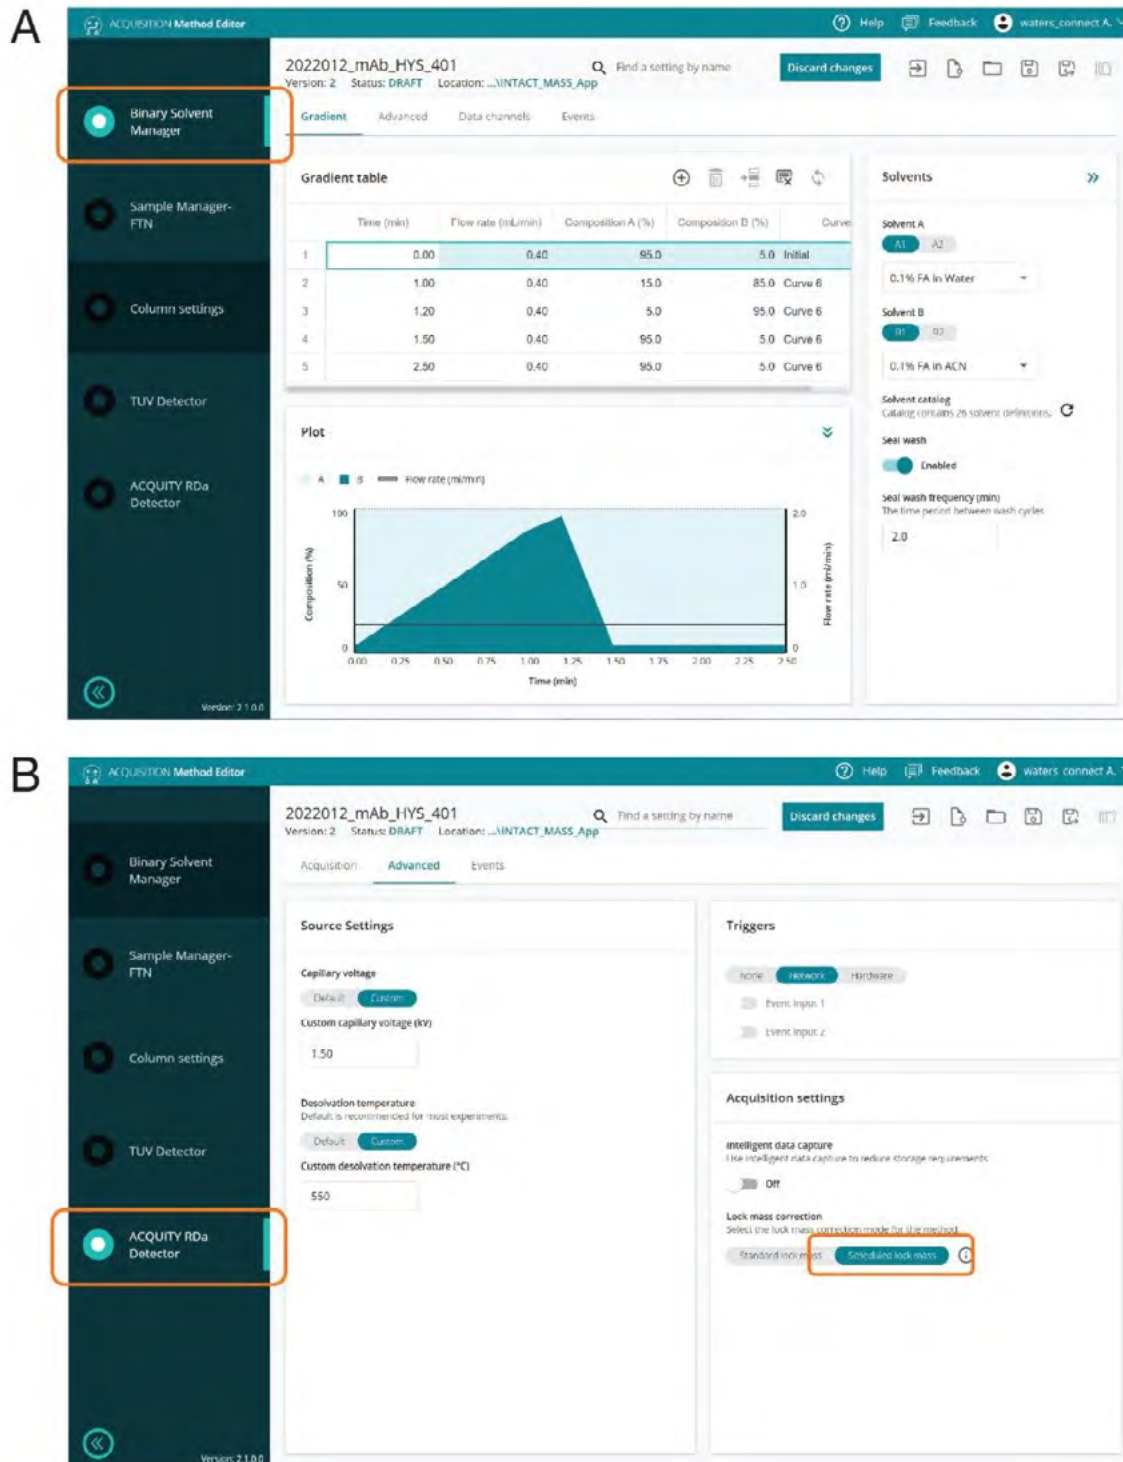 A
ACQUISITION Method Editor
Help Feedback waters_connect A.
2022012_mAb_HYS_401
Find a setting by name
Discard changes
Version: 2 Status: DRAFT Location: ...\INTACT_MASS_App
Binary Solvent
Manager
Sample Manager-
FTN
Column settings
TUV Detector
ACQUITY RDa
Detector
Version: 2.1.0.0
Gradient Advanced Data channels Events
Gradient table
Time (min) Flow rate (mL/min) Composition A (%) Composition B (%) Curve
1 0.00 0.40 95.0 5.0 Initial
2 1.00 0.40 15.0 85.0 Curve 6
3 1.20 0.40 5.0 95.0 Curve 6
4 1.50 0.40 95.0 5.0 Curve 6
5 2.50 0.40 95.0 5.0 Curve 6
Plot
A B Flow rate (ml/min)
100
50
0
Composition (%)
2.0
1.0
0
Flow rate (ml/min)
0.00 0.25 0.50 0.75 1.00 1.25 1.50 1.75 2.00 2.25 2.50
Time (min)
Solvents
Solvent A
A1 A2
0.1% FA in Water
Solvent B
B1 B2
0.1% FA in ACN
Solvent catalog
Catalog contains 26 solvent definitions.
Seal wash
Enabled
Seal wash frequency (min)
The time period between wash cycles
2.0
B
ACQUISITION Method Editor
Help Feedback waters connect A.
2022012_mAb_HYS_401
Find a setting by name
Discard changes
Version: 2 Status: DRAFT Location: ...\INTACT_MASS_App
Binary Solvent
Manager
Sample Manager-
FTN
Column settings
TUV Detector
ACQUITY RDa
Detector
Version: 2.1.0.0
Acquisition Advanced Events
Source Settings
Capillary voltage
Default Custom
Custom capillary voltage (kV)
1.50
Desolvation temperature
Default is recommended for most experiments.
Default Custom
Custom desolvation temperature (°C)
550
Triggers
None Network Hardware
Event Input 1
Event Input 2
Acquisition settings
Intelligent data capture
Use intelligent data capture to reduce storage requirements
Off
Lock mass correction
Select the lock mass correction mode for the method.
Standard lock mass Scheduled lock mass